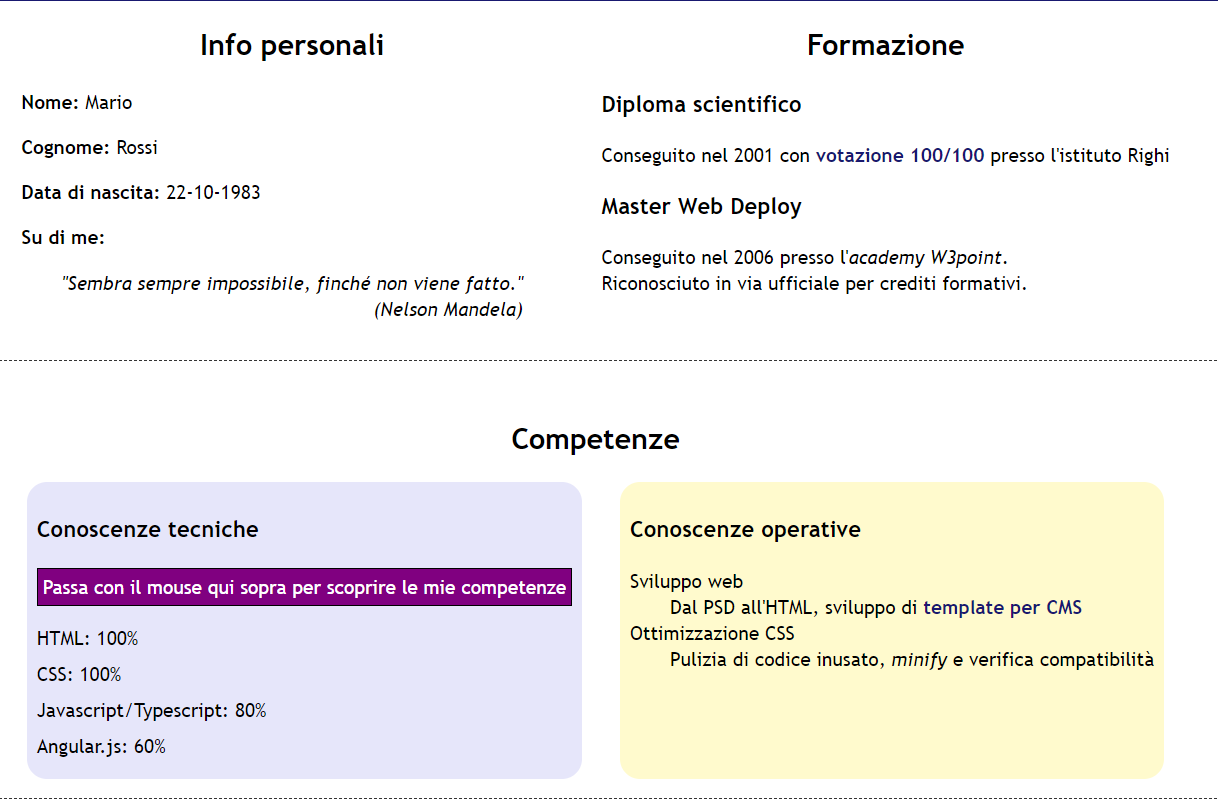 Info personali
Nome: Mario
Cognome: Rossi
Data di nascita: 22-10-1983
Su di me:
"Sembra sempre impossibile, finché non viene fatto."
(Nelson Mandela)
Formazione
Diploma scientifico
Conseguito nel 2001 con votazione 100/100 presso l'istituto Righi
Master Web Deploy
Conseguito nel 2006 presso l'academy W3point.
Riconosciuto in via ufficiale per crediti formativi.
Competenze
Conoscenze tecniche
Passa con il mouse qui sopra per scoprire le mie competenze
HTML: 100%
CSS: 100%
Javascript/Typescript: 80%
Angular.js: 60%
Conoscenze operative
Sviluppo web
Dal PSD all'HTML, sviluppo di template per CMS
Ottimizzazione CSS
Pulizia di codice inusato, minify e verifica compatibilità